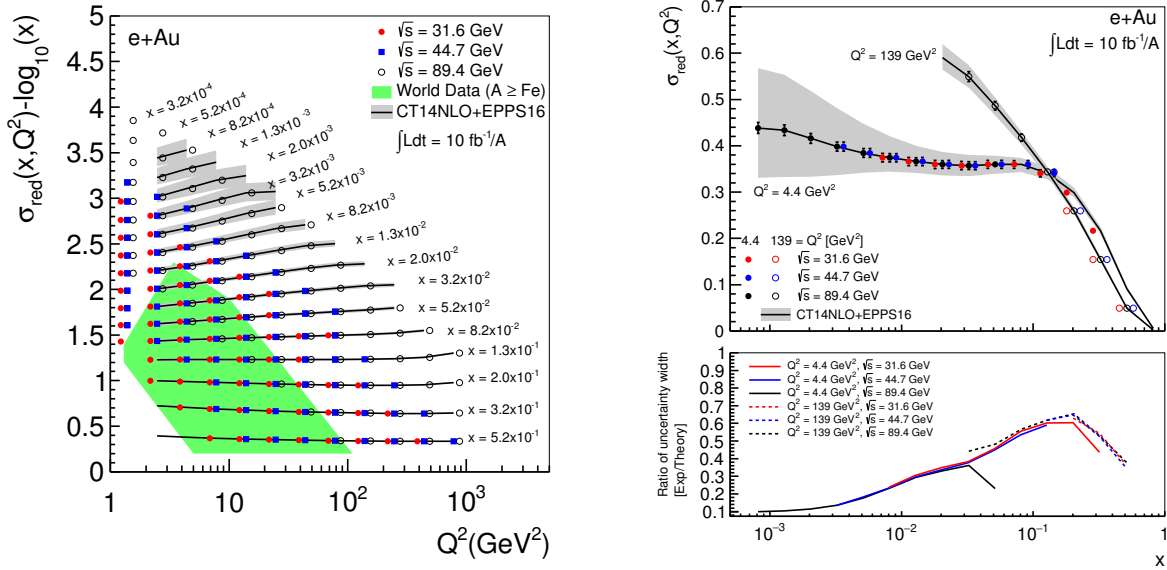 e+Au
√s = 31.6 GeV
√s = 44.7 GeV
√s = 89.4 GeV
World Data (A ≥ Fe)
CT14NLO+EPPS16
∫Ldt = 10 fb⁻¹/A
x = 3.2x10⁻⁴
x = 5.2x10⁻⁴
x = 8.2x10⁻⁴
x = 1.3x10⁻³
x = 2.0x10⁻³
x = 3.2x10⁻³
x = 5.2x10⁻³
x = 8.2x10⁻³
x = 1.3x10⁻²
x = 2.0x10⁻²
x = 3.2x10⁻²
x = 5.2x10⁻²
x = 8.2x10⁻²
x = 1.3x10⁻¹
x = 2.0x10⁻¹
x = 3.2x10⁻¹
x = 5.2x10⁻¹
σred(x,Q²)-log₁₀(x)
5
4.5
4
3.5
3
2.5
2
1.5
1
0.5
0
1 10 10² 10³
Q²(GeV²)
e+Au
∫Ldt = 10 fb⁻¹/A
Q² = 139 GeV²
Q² = 4.4 GeV²
4.4 139 = Q² [GeV²]
√s = 31.6 GeV
√s = 44.7 GeV
√s = 89.4 GeV
CT14NLO+EPPS16
σred(x,Q²)
0.7
0.6
0.5
0.4
0.3
0.2
0.1
0
Q² = 4.4 GeV², √s = 31.6 GeV
Q² = 4.4 GeV², √s = 44.7 GeV
Q² = 4.4 GeV², √s = 89.4 GeV
Q² = 139 GeV², √s = 31.6 GeV
Q² = 139 GeV², √s = 44.7 GeV
Q² = 139 GeV², √s = 89.4 GeV
Ratio of uncertainty width
[Exp/Theory]
1
0.9
0.8
0.7
0.6
0.5
0.4
0.3
0.2
0.1
10⁻³ 10⁻² 10⁻¹ 1
x